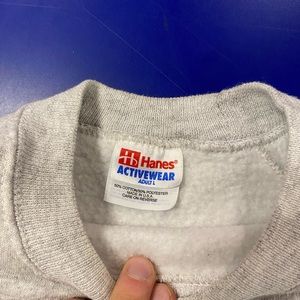 H Hanes®
ACTIVEWEAR
ADULT L
50% COTTON/50% POLYESTER
MADE IN U.S.A.
CARE ON REVERSE